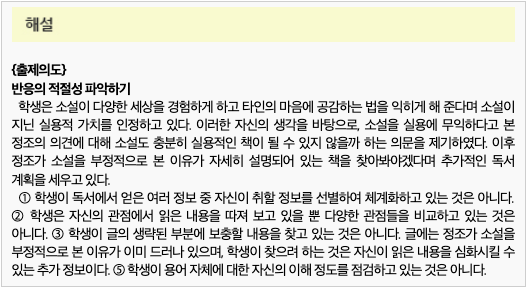 해설
{출제의도}
반응의 적절성 파악하기
학생은 소설이 다양한 세상을 경험하게 하고 타인의 마음에 공감하는 법을 익히게 해 준다며 소설이
지닌 실용적 가치를 인정하고 있다. 이러한 자신의 생각을 바탕으로, 소설을 실용에 무익하다고 본
정조의 의견에 대해 소설도 충분히 실용적인 책이 될 수 있지 않을까 하는 의문을 제기하였다. 이후
정조가 소설을 부정적으로 본 이유가 자세히 설명되어 있는 책을 찾아봐야겠다며 추가적인 독서
계획을 세우고 있다.
① 학생이 독서에서 얻은 여러 정보 중 자신이 취할 정보를 선별하여 체계화하고 있는 것은 아니다.
② 학생은 자신의 관점에서 읽은 내용을 따져 보고 있을 뿐 다양한 관점들을 비교하고 있는 것은
아니다. ③ 학생이 글의 생략된 부분에 보충할 내용을 찾고 있는 것은 아니다. 글에는 정조가 소설을
부정적으로 본 이유가 이미 드러나 있으며, 학생이 찾으려 하는 것은 자신이 읽은 내용을 심화시킬 수
있는 추가 정보이다. ⑤ 학생이 용어 자체에 대한 자신의 이해 정도를 점검하고 있는 것은 아니다.